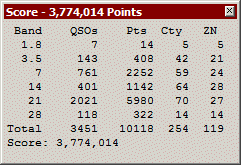 Score - 3,774,014 Points
Band QSOs Pts Cty ZN
1.8 7 14 5 5
3.5 143 408 42 21
7 761 2252 59 24
14 401 1142 64 28
21 2021 5980 70 27
28 118 322 14 14
Total 3451 10118 254 119
Score: 3,774,014